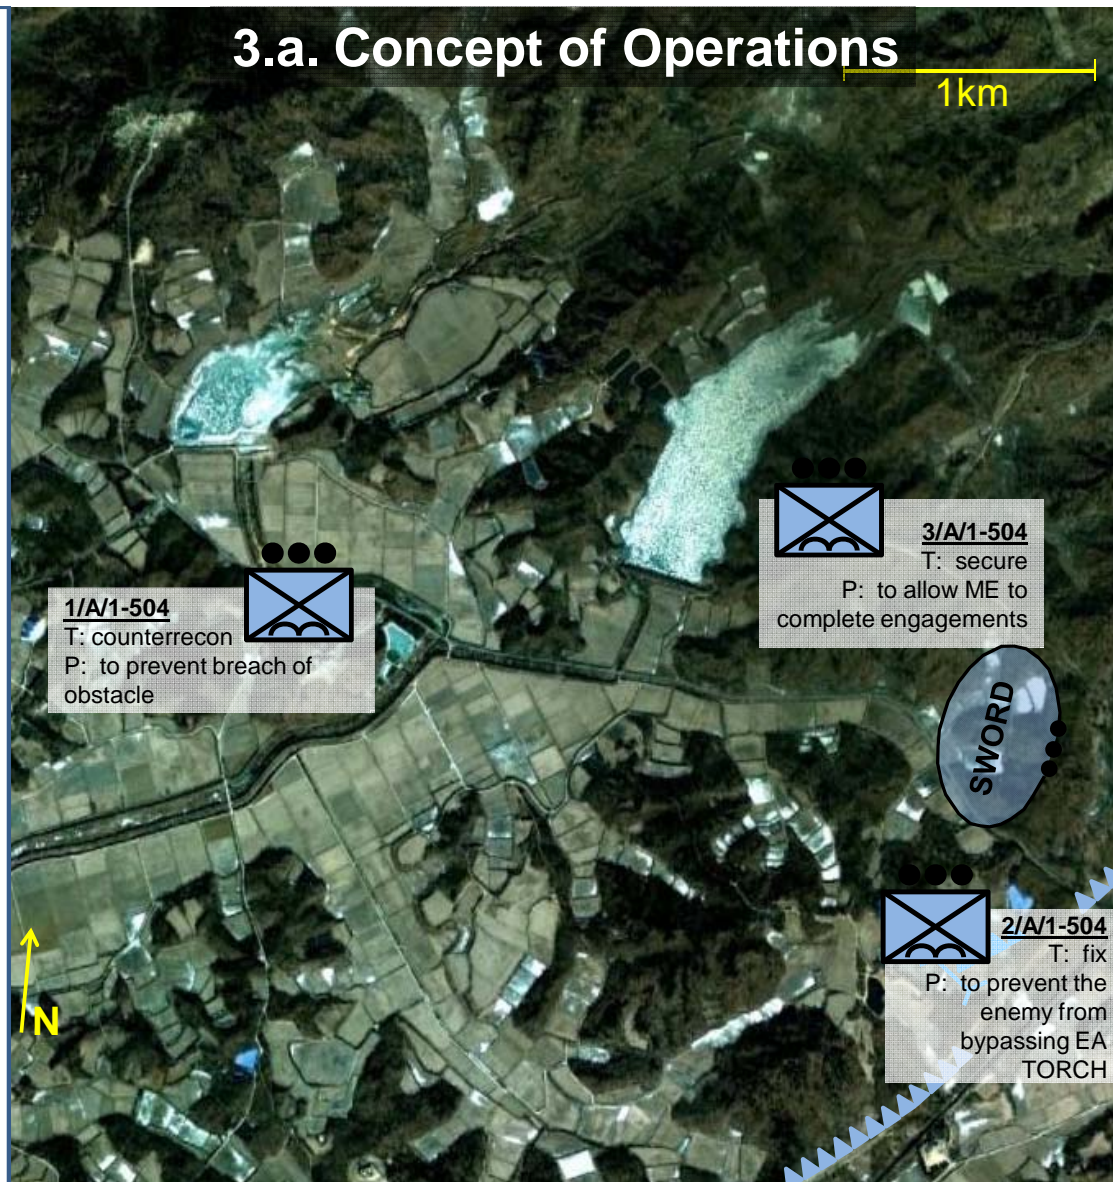 3.a. Concept of Operations
1km
3/A/1-504
T: secure
P: to allow ME to
complete engagements
1/A/1-504
T: counterrecon
P: to prevent breach of
obstacle
SWORD
2/A/1-504
T: fix
P: to prevent the
enemy from
bypassing EA
TORCH
N